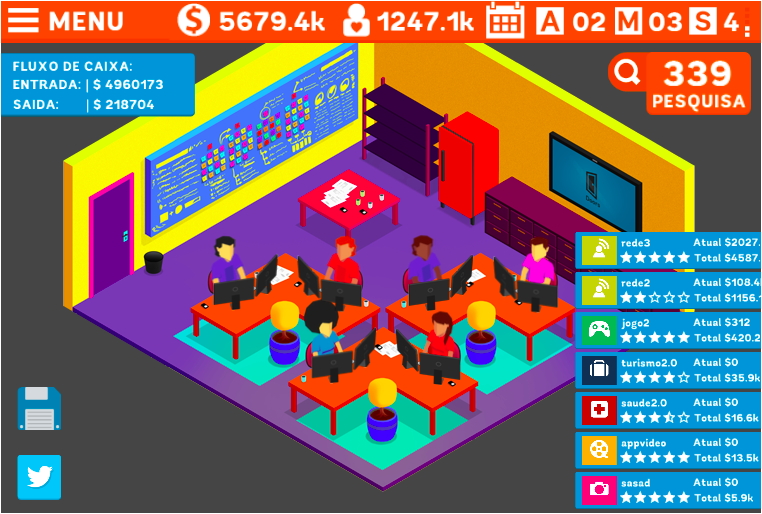 MENU $ 5679.4k 1247.1k A 02 M 03 S 4
FLUXO DE CAIXA:
ENTRADA: | $ 4960173
SAIDA: | $ 218704
339
PESQUISA
Doors
rede3 Atual $2027.
Total $4587.
rede2 Atual $108.4
Total $1156.1
jogo2 Atual $312
Total $420.2
turismo2.0 Atual $0
Total $35.9k
saude2.0 Atual $0
Total $16.6k
appvideo Atual $0
Total $13.5k
sasad Atual $0
Total $5.9k